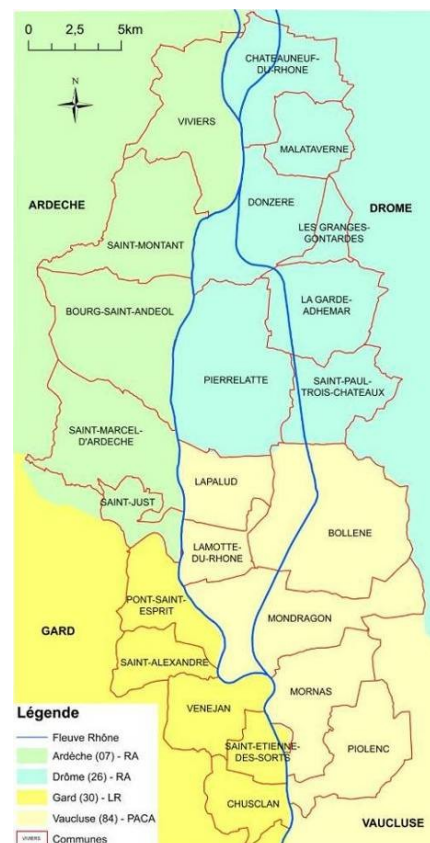 0 2,5 5km
N
CHATEAUNEUF-
DU-RHONE
VIVIERS
MALATAVERNE
ARDECHE
DONZERE
DROME
LES GRANGES-
GONTARDES
SAINT-MONTANT
LA GARDE-
ADHEMAR
BOURG-SAINT-ANDEOL
PIERRELATTE
SAINT-PAUL-
TROIS-CHATEAUX
SAINT-MARCEL-
D'ARDECHE
LAPALUD
SAINT-JUST
BOLLENE
LAMOTTE-
DU-RHONE
PONT-SAINT-
ESPRIT
GARD
MONDRAGON
SAINT-ALEXANDRE
MORNAS
VENEJAN
SAINT-ETIENNE-
DES-SORTS
PIOLENC
CHUSCLAN
VAUCLUSE
Légende
Fleuve Rhône
Ardèche (07) - RA
Drôme (26) - RA
Gard (30) - LR
Vaucluse (84) - PACA
VIVIERS Communes